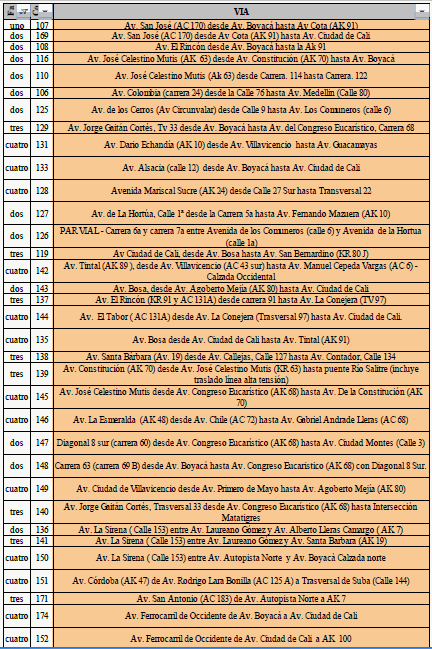 VIA
uno 107 Av. San José (AC 170) desde Av. Boyacá hasta Av Cota (AK 91)
dos 169 Av. San José (AC 170) desde Av Cota (AK 91) hasta Av. Ciudad de Cali
dos 108 Av. El Rincón desde Av. Boyacá hasta la Ak 91
dos 116 Av. José Celestino Mutis (AK 63) desde Av. Constitución (AK 70) hasta Av. Boyacá
dos 110 Av. José Celestino Mutis (Ak 63) desde Carrera. 114 hasta Carrera. 122
dos 106 Av. Colombia (carrera 24) desde la Calle 76 hasta Av. Medellín (Calle 80)
dos 125 Av. de los Cerros (Av Circunvalar) desde Calle 9 hasta Av. Los Comuneros (calle 6)
tres 129 Av. Jorge Gaitán Cortés, Tv 33 desde Av. Boyacá hasta Av. del Congreso Eucarístico, Carrera 68
cuatro 131 Av. Dario Echandía (AK 10) desde Av. Villavicencio hasta Av. Guacamayas
cuatro 133 Av. Alsacia (calle 12) desde Av. Boyacá hasta Av. Ciudad de Cali
cuatro 128 Avenida Mariscal Sucre (AK 24) desde Calle 27 Sur hasta Transversal 22
dos 127 Av. de La Hortúa, Calle 1ª desde la Carrera 5a hasta Av. Fernando Mazuera (AK 10)
dos 126 PAR VIAL - Carrera 6a y carrera 7a entre Avenida de los Comuneros (calle 6) y Avenida de la Hortua
(calle 1a)
tres 119 Av Ciudad de Cali, desde Av. Bosa hasta Av. San Bernardino (KR 80 J)
cuatro 142 Av. Tintal (AK 89 ), desde Av. Villavicencio (AC 43 sur) hasta Av. Manuel Cepeda Vargas (AC 6) -
Calzada Occidental
dos 143 Av. Bosa, desde Av. Agoberto Mejía (AK 80) hasta Av. Ciudad de Cali
tres 137 Av. El Rincón (KR 91 y AC 131A) desde carrera 91 hasta Av. La Conejera (TV 97)
cuatro 144 Av. El Tabor ( AC 131A) desde Av. La Conejera (Trasversal 97) hasta Av. Ciudad de Cali.
cuatro 135 Av. Bosa desde Av. Ciudad de Cali hasta Av. Tintal (AK 91)
tres 138 Av. Santa Bárbara (Av. 19) desde Av. Callejas, Calle 127 hasta Av. Contador, Calle 134
tres 139 Av. Constitución (AK 70) desde Av. José Celestino Mutis (KR 63) hasta puente Río Salitre (incluye
traslado línea alta tensión)
cuatro 145 Av. José Celestino Mutis desde Av. Congreso Eucarístico (AK 68) hasta Av. De la Constitución (AK
70)
cuatro 146 Av. La Esmeralda (AK 48) desde Av. Chile (AC 72) hasta Av. Gabriel Andrade Lleras (AC 68)
dos 147 Diagonal 8 sur (carrera 60) desde Av. Congreso Eucarístico (AK 68) hasta Av. Ciudad Montes (Calle 3)
dos 148 Carrera 63 (carrera 69 B) desde Av. Boyacá hasta Av. Congreso Eucarístico (AK 68) con Diagonal 8 Sur.
cuatro 149 Av. Ciudad de Villavicencio desde Av. Primero de Mayo hasta Av. Agoberto Mejía (AK 80)
tres 140 Av. Jorge Gaitán Cortés, Trasversal 33 desde Av. Congreso Eucarístico (AK 68) hasta Intersección
Matatigres
dos 136 Av. La Sirena ( Calle 153) entre Av. Laureano Gómez y Av. Alberto Lleras Camargo ( AK 7)
tres 141 Av. La Sirena ( Calle 153) entre Av. Laureano Gómez y Av. Santa Bárbara (AK 19)
cuatro 150 Av. La Sirena ( Calle 153) entre Av. Autopista Norte y Av. Boyacá Calzada norte
cuatro 151 Av. Córdoba (AK 47) de Av. Rodrigo Lara Bonilla (AC 125 A) a Trasversal de Suba (Calle 144)
tres 171 Av. San Antonio (AC 183) de Av. Autopista Norte a AK 7
cuatro 174 Av. Ferrocarril de Occidente de Av. Boyacá a Av. Ciudad de Cali
cuatro 152 Av. Ferrocarril de Occidente de Av. Ciudad de Cali a AK 100